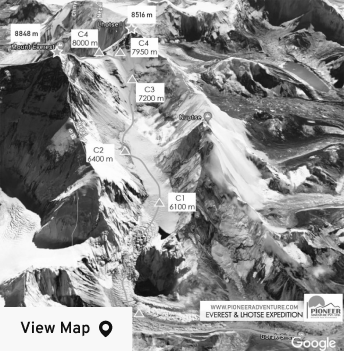 8516 m
Lhotse
8848 m
C4
8000 m
C4
7950 m
Mount Everest
C3
7200 m
Nuptse
C2
6400 m
C1
6100 m
WWW.PIONEERADVENTURE.COM
EVEREST & LHOTSE EXPEDITION
PIONEER
View Map
Google